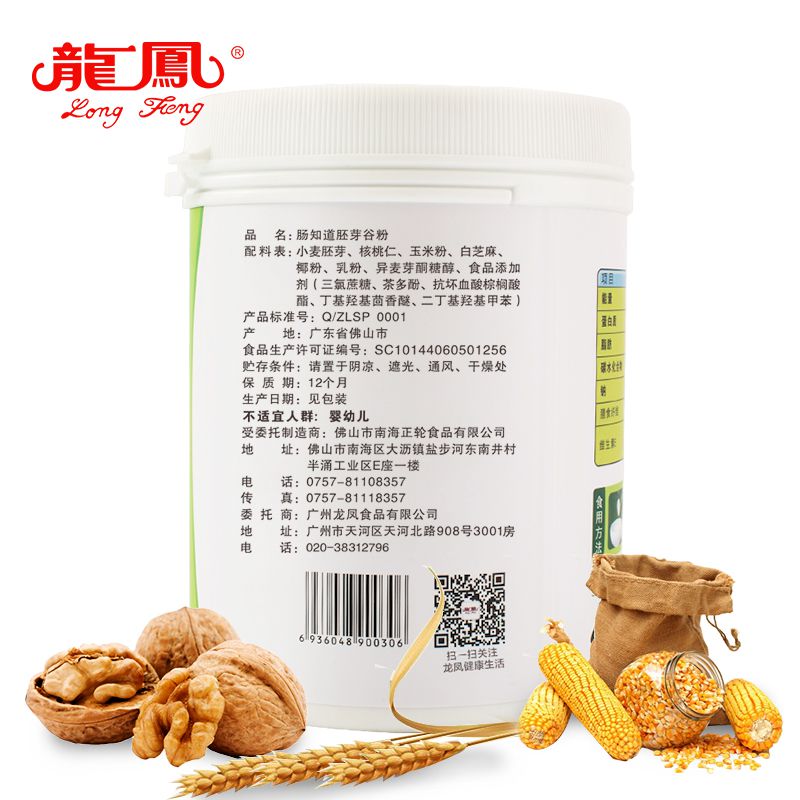 龍鳳®
Long Feng
品　名：肠知道胚芽谷粉
配 料 表：小麦胚芽、核桃仁、玉米粉、白芝麻、
椰粉、乳粉、异麦芽酮糖醇、食品添加
剂（三氯蔗糖、茶多酚、抗坏血酸棕榈酸
酯、丁基羟基茴香醚、二丁基羟基甲苯）
产品标准号：Q/ZLSP 0001
产　地：广东省佛山市
食品生产许可证编号：SC10144060501256
贮存条件：请置于阴凉、遮光、通风、干燥处
保 质 期：12个月
生产日期：见包装
不适宜人群：婴幼儿
受委托制造商：佛山市南海正轮食品有限公司
地　址：佛山市南海区大沥镇盐步河东南井村
半涌工业区E座一楼
电　话：0757-81108357
传　真：0757-81118357
委 托 商：广州龙凤食品有限公司
地　址：广州市天河区天河北路908号3001房
电　话：020-38312796
6936048900306
龍鳳
扫一扫关注
龙凤健康生活
项目
能量
蛋白质
脂肪
碳水化合物
钠
膳食纤维
维生素E
食用方法